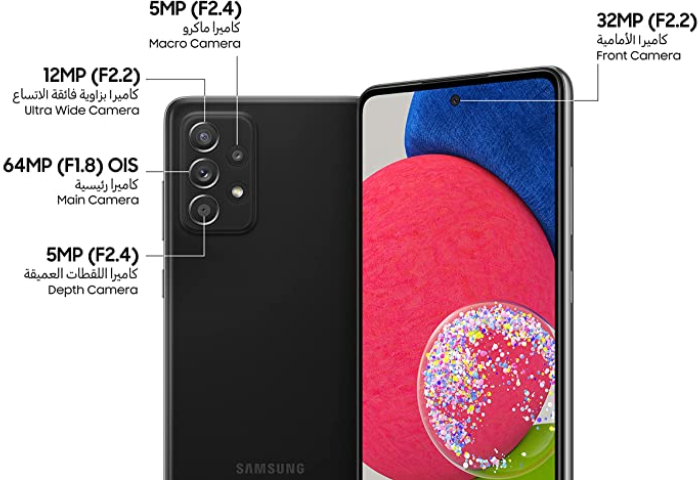 5MP (F2.4)
كاميرا ماكرو
Macro Camera
32MP (F2.2)
كاميرا الأمامية
Front Camera
12MP (F2.2)
كاميرا بزاوية فائقة الاتساع
Ultra Wide Camera
64MP (F1.8) OIS
كاميرا رئيسية
Main Camera
5MP (F2.4)
كاميرا اللقطات العميقة
Depth Camera
SAMSUNG